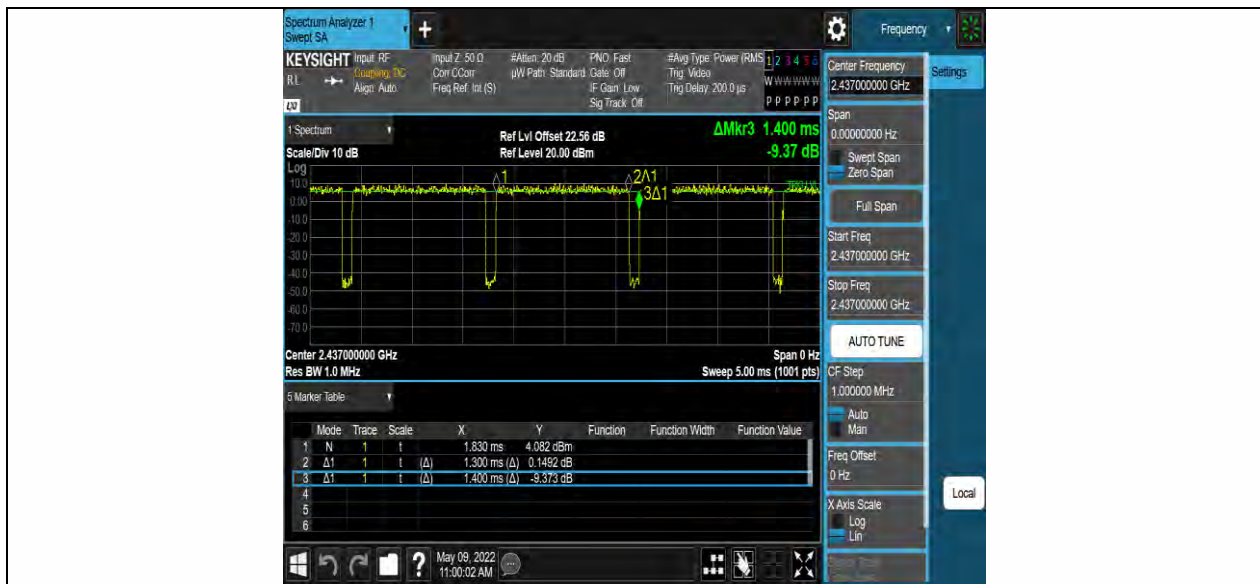 Spectrum Analyzer 1
Swept SA
+
Frequency
KEYSIGHT
Input: RF
Coupling: DC
Align: Auto
Input Z: 50 Ω
Corr CCorr
Freq Ref: Int (S)
#Atten: 20 dB
µW Path: Standard
PNO: Fast
Gate: Off
IF Gain: Low
Sig Track: Off
#Avg Type: Power (RMS
Trig: Video
Trig Delay: 200.0 µs
1 2 3 4 5 6
W W W W W W
P P P P P P
RL
LXI
1 Spectrum
Scale/Div 10 dB
Ref Lvl Offset 22.56 dB
Ref Level 20.00 dBm
ΔMkr3 1.400 ms
-9.37 dB
Log
10.0
0.00
-10.0
-20.0
-30.0
-40.0
-50.0
-60.0
-70.0
1
2Δ1
3Δ1
Center 2.437000000 GHz
Res BW 1.0 MHz
Span 0 Hz
Sweep 5.00 ms (1001 pts)
5 Marker Table
Mode Trace Scale X Y Function Function Width Function Value
1 N 1 t 1.830 ms 4.082 dBm
2 Δ1 1 t (Δ) 1.300 ms (Δ) 0.1492 dB
3 Δ1 1 t (Δ) 1.400 ms (Δ) -9.373 dB
4
5
6
?
May 09, 2022
11:00:02 AM
Center Frequency
2.437000000 GHz
Settings
Span
0.00000000 Hz
Swept Span
Zero Span
Full Span
Start Freq
2.437000000 GHz
Stop Freq
2.437000000 GHz
AUTO TUNE
CF Step
1.000000 MHz
Auto
Man
Freq Offset
0 Hz
X Axis Scale
Log
Lin
Local